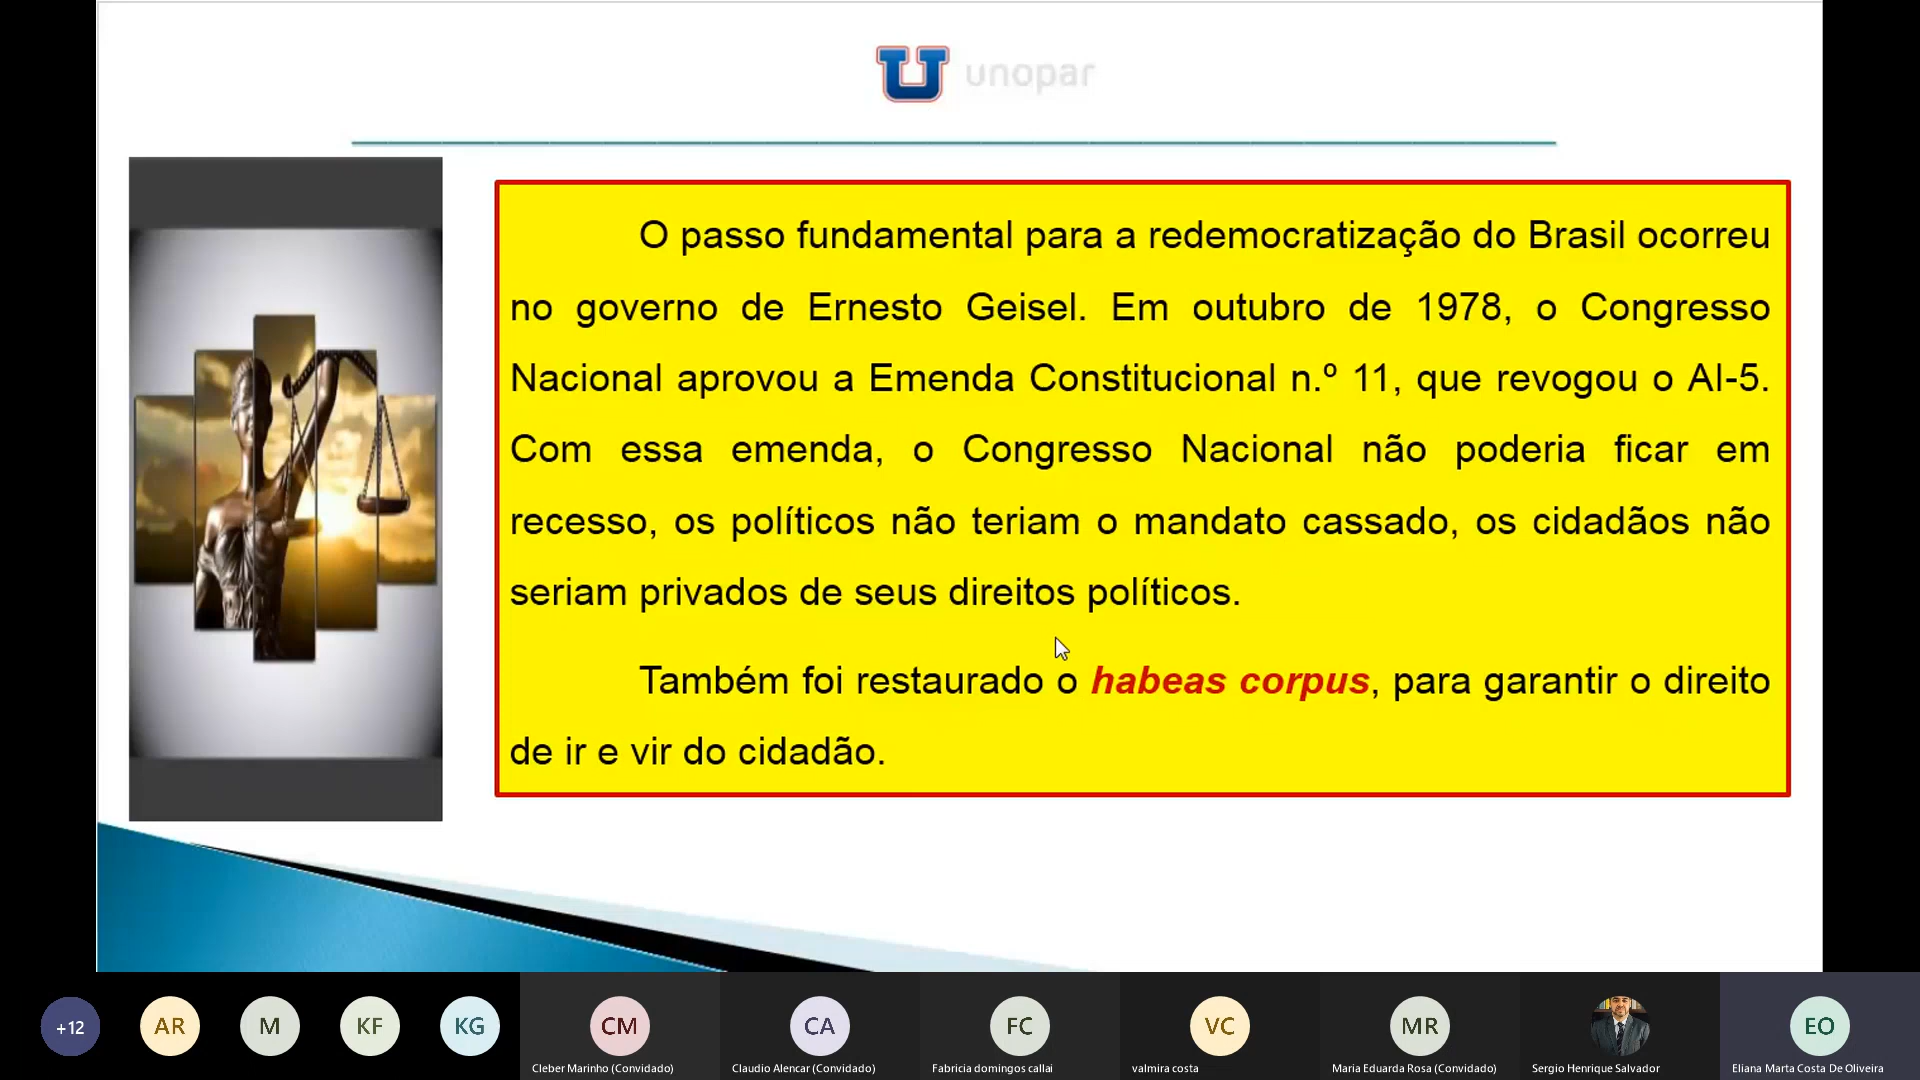 unopar
O passo fundamental para a redemocratização do Brasil ocorreu
no governo de Ernesto Geisel. Em outubro de 1978, o Congresso
Nacional aprovou a Emenda Constitucional n.º 11, que revogou o AI-5.
Com essa emenda, o Congresso Nacional não poderia ficar em
recesso, os políticos não teriam o mandato cassado, os cidadãos não
seriam privados de seus direitos políticos.
Também foi restaurado o habeas corpus, para garantir o direito
de ir e vir do cidadão.
+12 AR M KF KG CM CA FC VC MR EO
Cleber Marinho (Convidado) Claudio Alencar (Convidado) Fabricia domingos callai valmira costa Maria Eduarda Rosa (Convidado) Sergio Henrique Salvador Eliana Marta Costa De Oliveira